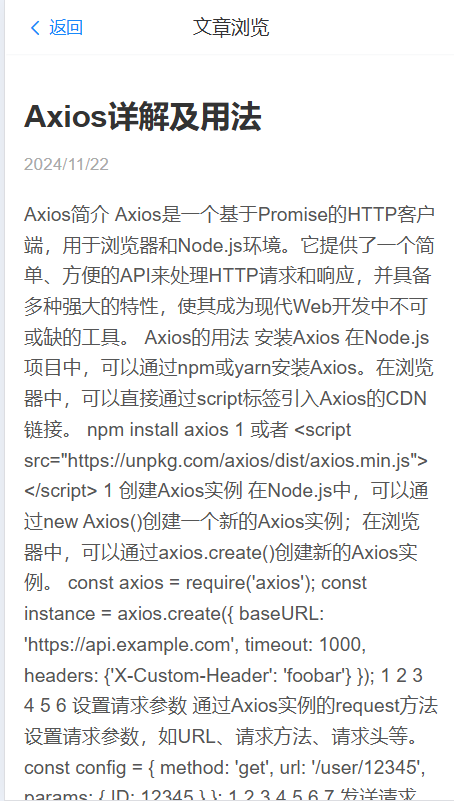 返回
文章浏览
Axios详解及用法
2024/11/22
Axios简介 Axios是一个基于Promise的HTTP客户
端，用于浏览器和Node.js环境。它提供了一个简
单、方便的API来处理HTTP请求和响应，并具备
多种强大的特性，使其成为现代Web开发中不可
或缺的工具。 Axios的用法 安装Axios 在Node.js
项目中，可以通过npm或yarn安装Axios。在浏览
器中，可以直接通过script标签引入Axios的CDN
链接。 npm install axios 1 或者 <script
src="https://unpkg.com/axios/dist/axios.min.js">
</script> 1 创建Axios实例 在Node.js中，可以通
过new Axios()创建一个新的Axios实例；在浏览
器中，可以通过axios.create()创建新的Axios实
例。 const axios = require('axios'); const
instance = axios.create({ baseURL:
'https://api.example.com', timeout: 1000,
headers: {'X-Custom-Header': 'foobar'} }); 1 2 3
4 5 6 设置请求参数 通过Axios实例的request方法
设置请求参数，如URL、请求方法、请求头等。
const config = { method: 'get', url: '/user/12345',
params: { ID: 12345 } }; 1 2 3 4 5 6 7 发送请求